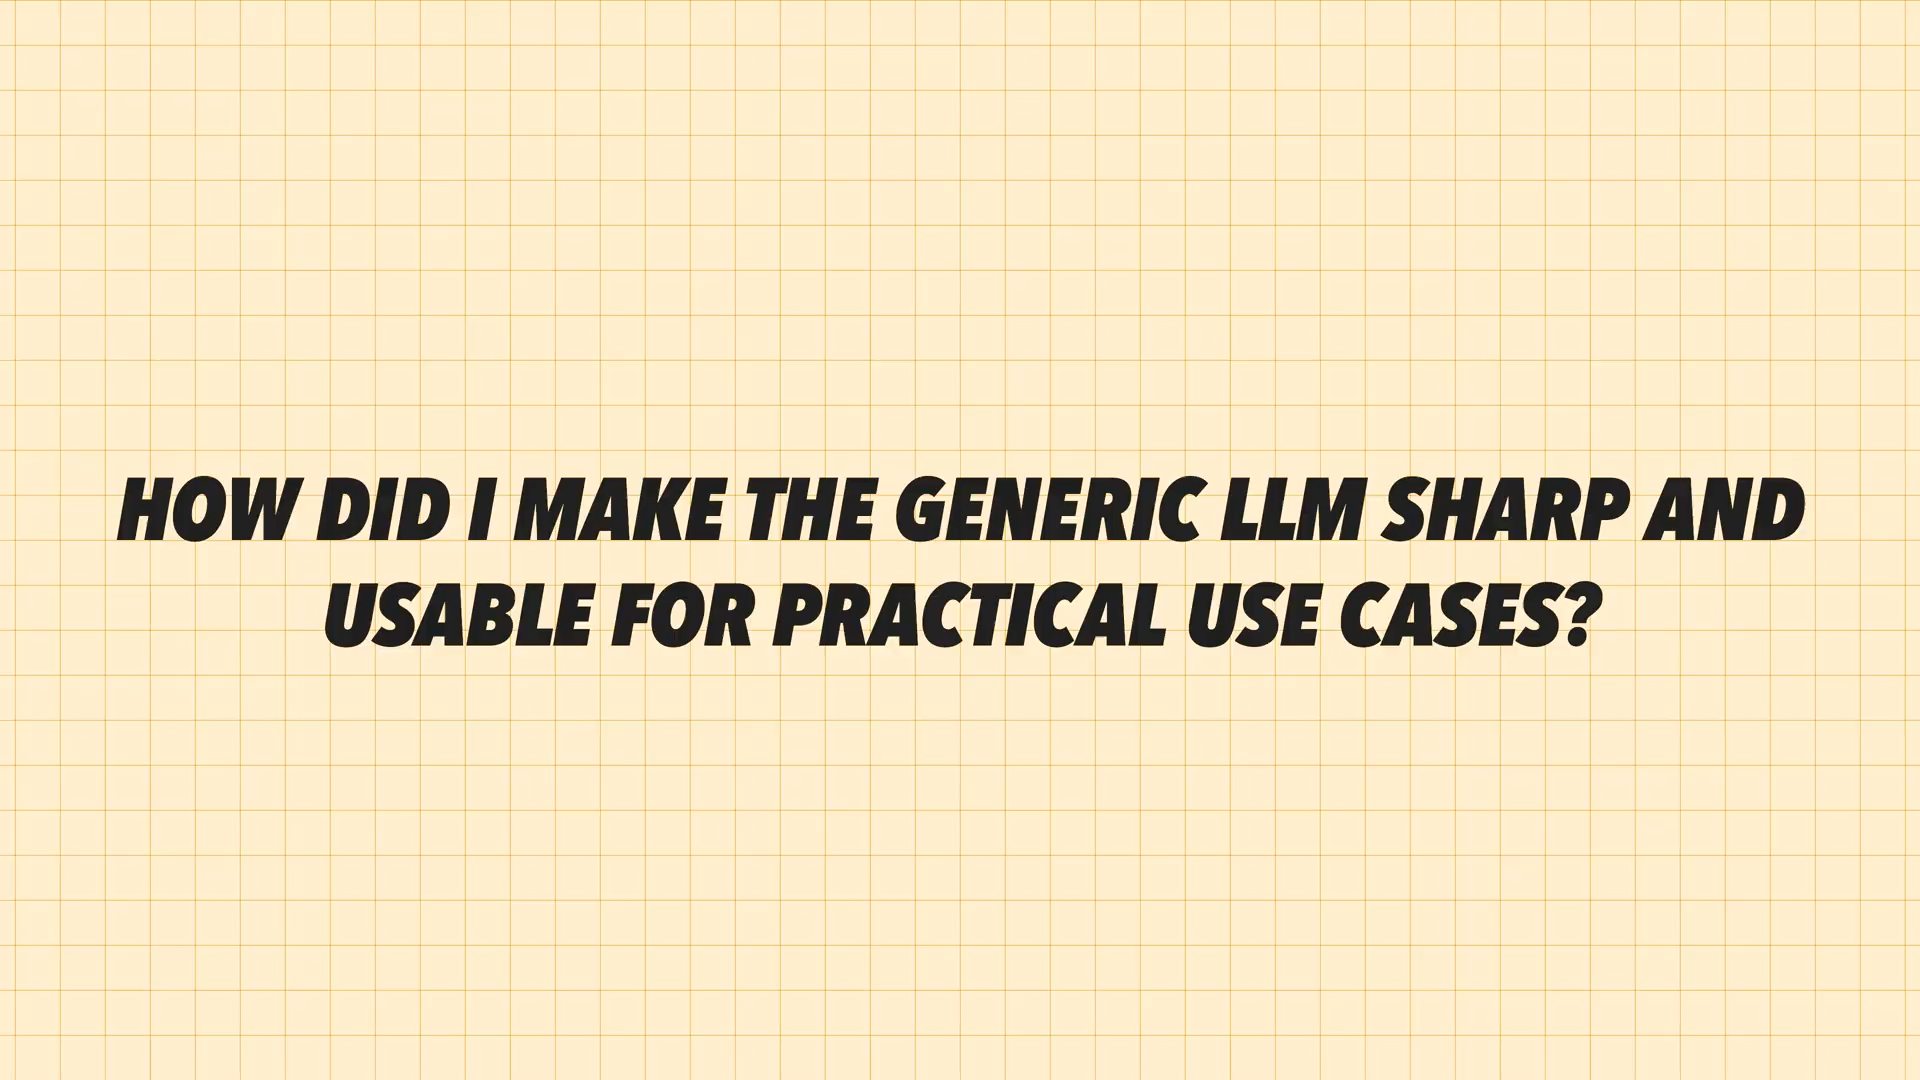 HOW DID I MAKE THE GENERIC LLM SHARP AND
USABLE FOR PRACTICAL USE CASES?